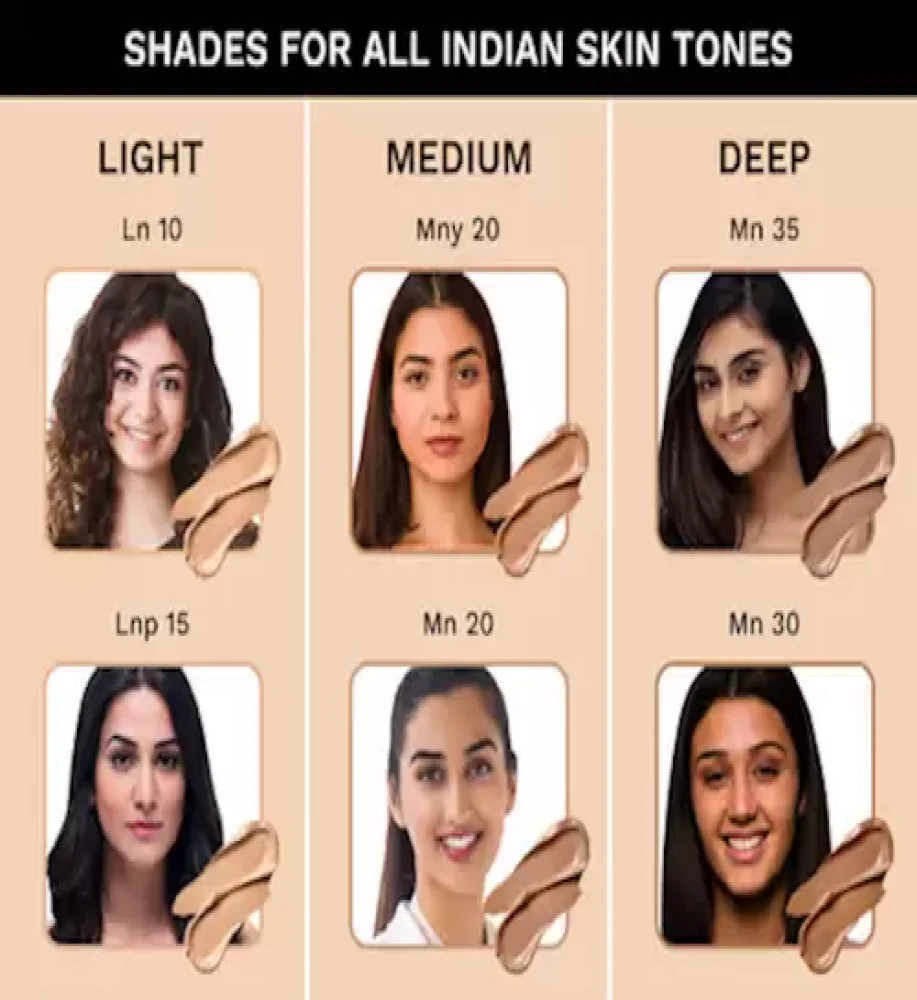 SHADES FOR ALL INDIAN SKIN TONES
LIGHT
Ln 10
Lnp 15
MEDIUM
Mny 20
Mn 20
DEEP
Mn 35
Mn 30